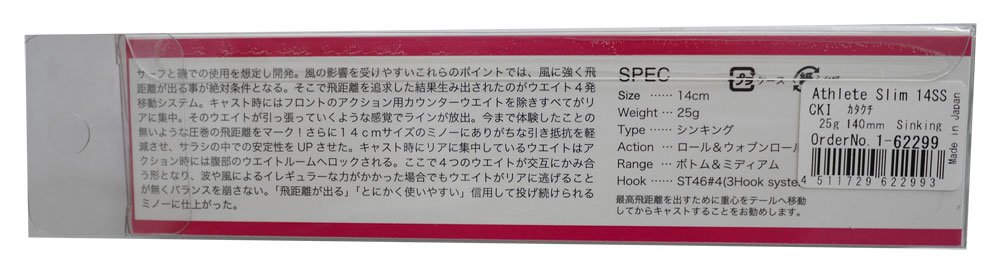 サーフと磯での使用を想定し開発。風の影響を受けやすいこれらのポイントでは、風に強く飛
距離が出る事が絶対条件となる。そこで飛距離を追求した結果生み出されたのがウエイト4発
移動システム。キャスト時にはフロントのアクション用カウンターウエイトを除きすべてがリ
アに集中。そのウエイトが引っ張っていくような感覚でラインが放出。今まで体験したことの
無いような圧巻の飛距離をマーク！さらに14cmサイズのミノーにありがちな引き抵抗を軽
減させ、サラシの中での安定性をUPさせた。キャスト時にリアに集中しているウエイトはア
クション時には腹部のウエイトルームへロックされる。ここで4つのウエイトが交互にかみ合
う形となり、波や風によるイレギュラーな力がかかった場合でもウエイトがリアに逃げること
が無くバランスを崩さない。「飛距離が出る」「とにかく使いやすい」信用して投げ続けられる
ミノーに仕上がった。
SPEC
プラ ケース
Size …… 14cm
Weight …… 25g
Type …… シンキング
Action …… ロール&ウォブンロール
Range …… ボトム&ミディアム
Hook …… ST46#4(3Hook syste
最高飛距離を出すために重心をテールへ移動
してからキャストすることをお勧めします。
Athlete Slim 14SS
CKI カタクチ
25g 140mm Sinking
OrderNo.1-62299
4 511729 622993
Made in Japan